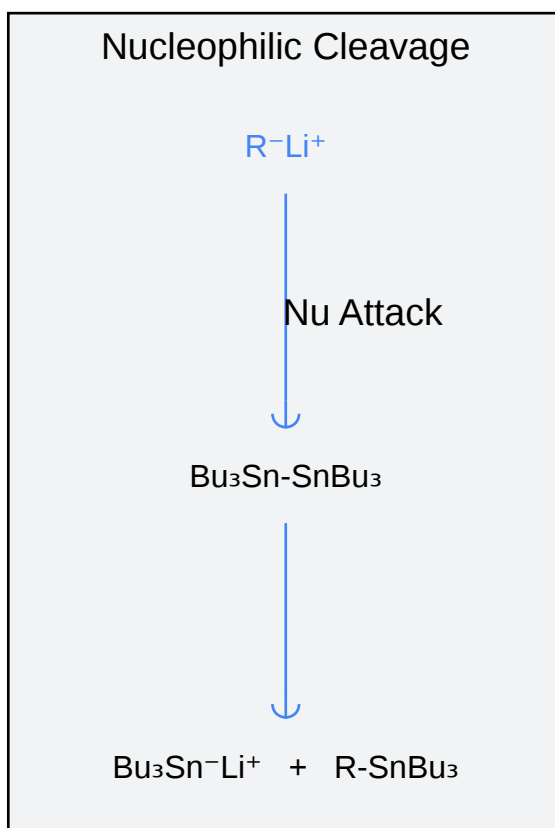 Nucleophilic Cleavage
R⁻Li⁺
Nu Attack
Bu₃Sn-SnBu₃
Bu₃Sn⁻Li⁺ + R-SnBu₃